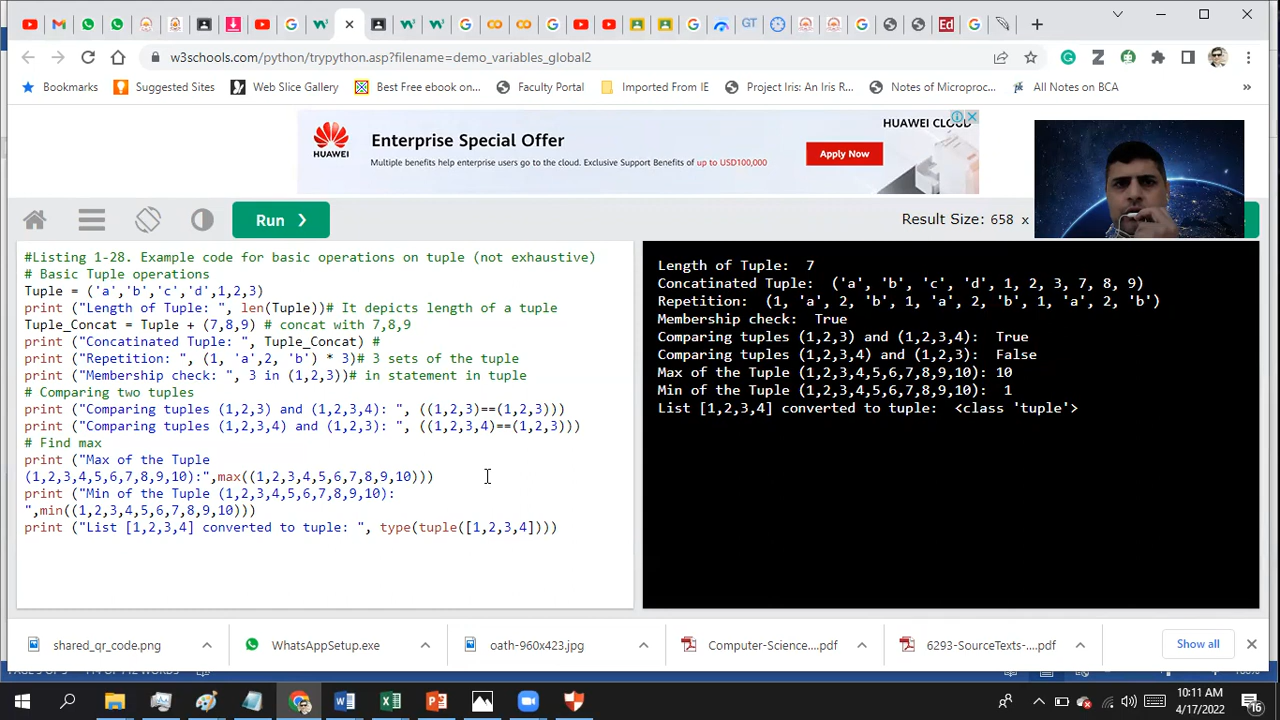 w3schools.com/python/trypython.asp?filename=demo_variables_global2
Bookmarks
Suggested Sites
Web Slice Gallery
Best Free ebook on...
Faculty Portal
Imported From IE
Project Iris: An Iris R...
Notes of Microproc...
All Notes on BCA
HUAWEI
Enterprise Special Offer
Multiple benefits help enterprise users go to the cloud. Exclusive Support Benefits of up to USD100,000
Apply Now
HUAWEI CLOUD
Run ❯
Result Size: 658 x
#Listing 1-28. Example code for basic operations on tuple (not exhaustive)
# Basic Tuple operations
Tuple = ('a','b','c','d',1,2,3)
print ("Length of Tuple: ", len(Tuple))# It depicts length of a tuple
Tuple_Concat = Tuple + (7,8,9) # concat with 7,8,9
print ("Concatinated Tuple: ", Tuple_Concat) #
print ("Repetition: ", (1, 'a',2, 'b') * 3)# 3 sets of the tuple
print ("Membership check: ", 3 in (1,2,3))# in statement in tuple
# Comparing two tuples
print ("Comparing tuples (1,2,3) and (1,2,3,4): ", ((1,2,3)==(1,2,3)))
print ("Comparing tuples (1,2,3,4) and (1,2,3): ", ((1,2,3,4)==(1,2,3)))
# Find max
print ("Max of the Tuple
(1,2,3,4,5,6,7,8,9,10):",max((1,2,3,4,5,6,7,8,9,10)))
print ("Min of the Tuple (1,2,3,4,5,6,7,8,9,10):
",min((1,2,3,4,5,6,7,8,9,10)))
print ("List [1,2,3,4] converted to tuple: ", type(tuple([1,2,3,4])))
Length of Tuple:  7
Concatinated Tuple:  ('a', 'b', 'c', 'd', 1, 2, 3, 7, 8, 9)
Repetition:  (1, 'a', 2, 'b', 1, 'a', 2, 'b', 1, 'a', 2, 'b')
Membership check:  True
Comparing tuples (1,2,3) and (1,2,3,4):  True
Comparing tuples (1,2,3,4) and (1,2,3):  False
Max of the Tuple (1,2,3,4,5,6,7,8,9,10): 10
Min of the Tuple (1,2,3,4,5,6,7,8,9,10):  1
List [1,2,3,4] converted to tuple:  <class 'tuple'>
shared_qr_code.png
WhatsAppSetup.exe
oath-960x423.jpg
Computer-Science....pdf
6293-SourceTexts-...pdf
Show all
10:11 AM
4/17/2022
16